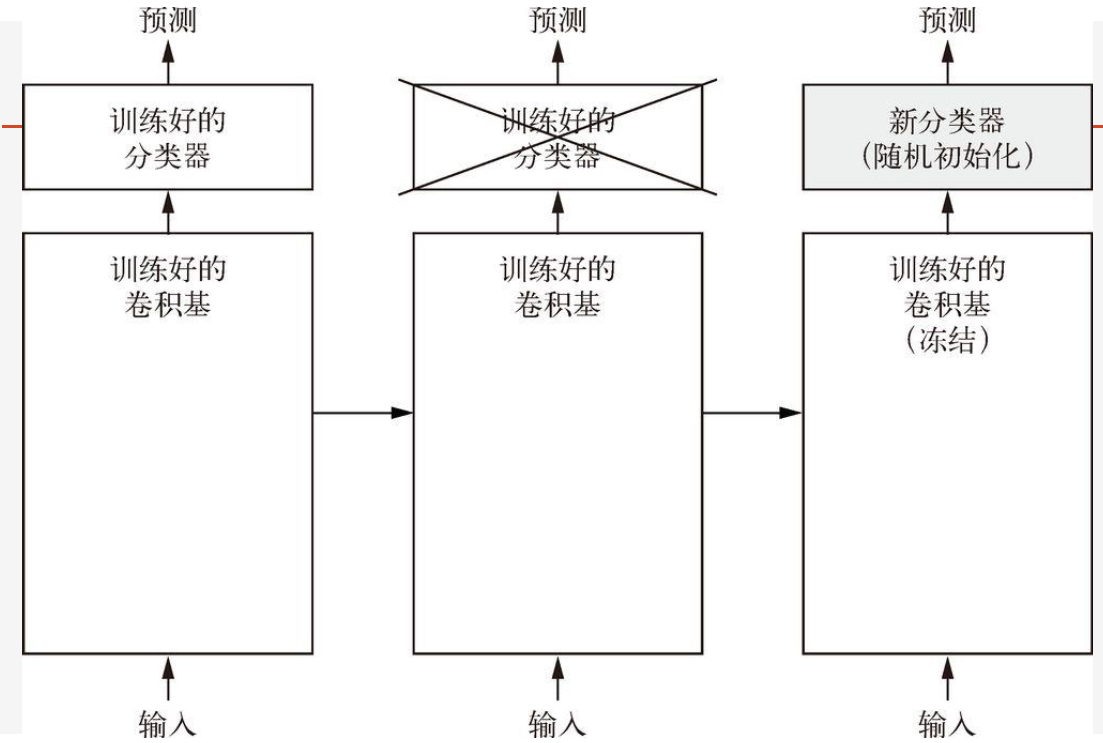 预测
训练好的
分类器
训练好的
卷积基
输入
预测
训练好的
分类器
训练好的
卷积基
输入
预测
新分类器
（随机初始化）
训练好的
卷积基
（冻结）
输入